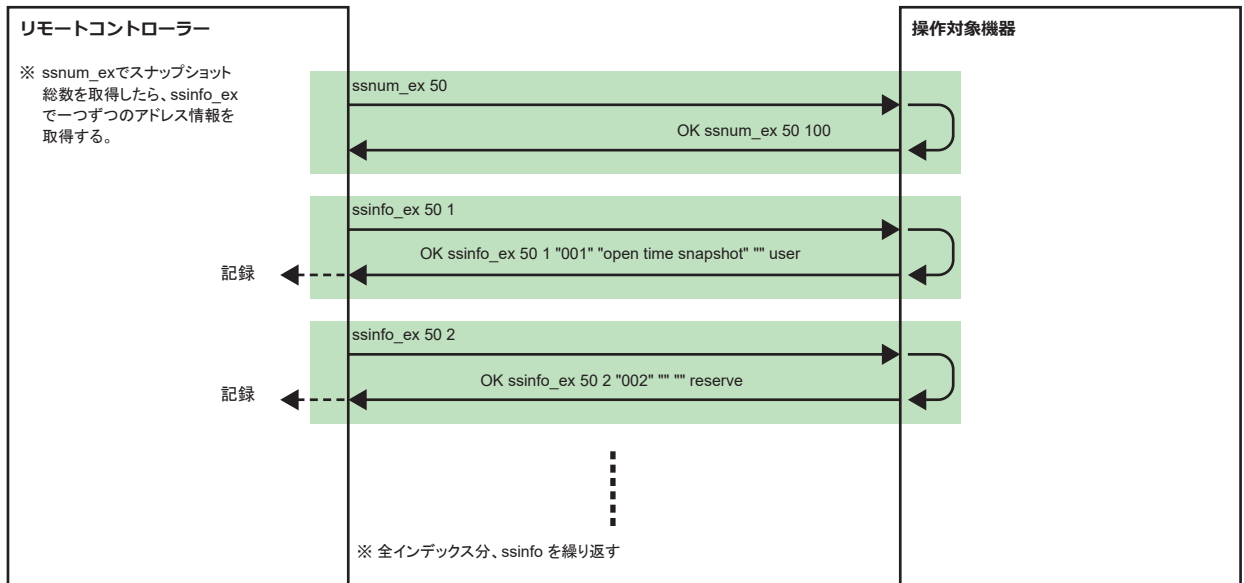 リモートコントローラー
操作対象機器
※ ssnum_exでスナップショット
総数を取得したら、ssinfo_ex
で一つずつのアドレス情報を
取得する。
ssnum_ex 50
OK ssnum_ex 50 100
ssinfo_ex 50 1
OK ssinfo_ex 50 1 "001" "open time snapshot" "" user
記録
ssinfo_ex 50 2
OK ssinfo_ex 50 2 "002" "" "" reserve
記録
※ 全インデックス分、ssinfo を繰り返す